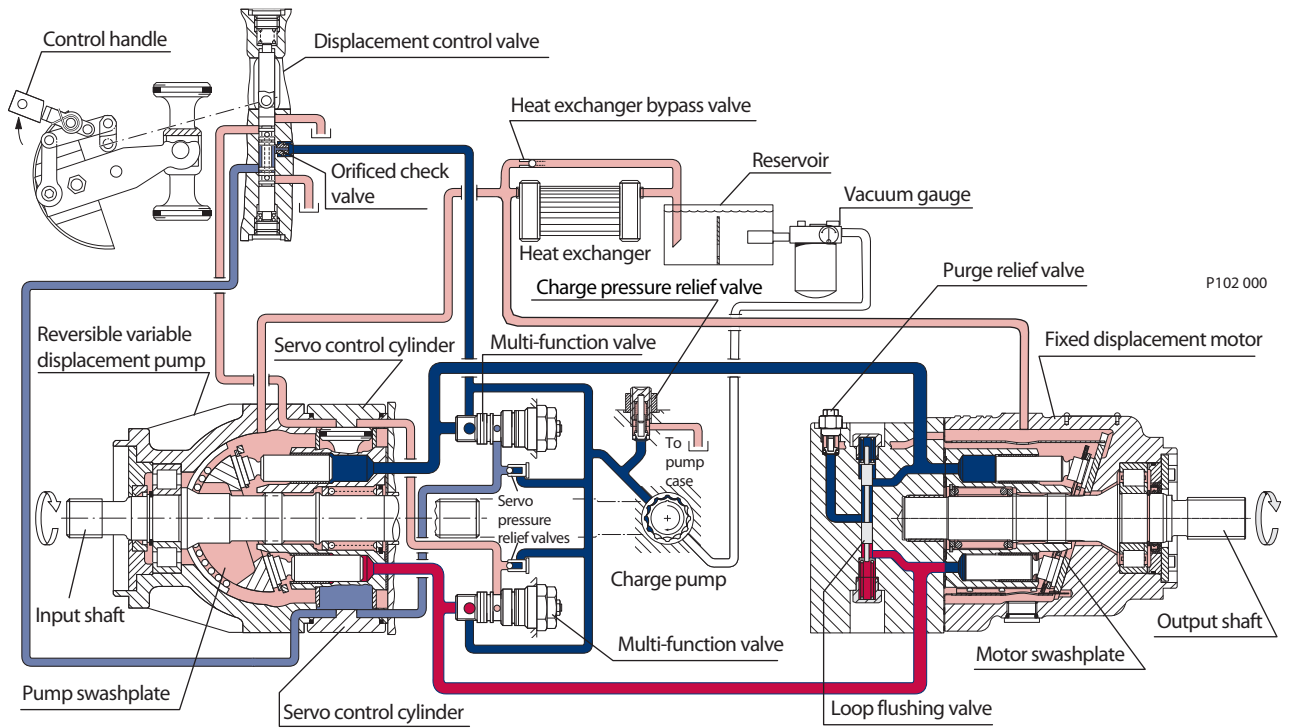 Control handle
Displacement control valve
Heat exchanger bypass valve
Reservoir
Vacuum gauge
Orificed check
valve
Heat exchanger
Charge pressure relief valve
Purge relief valve
P102 000
Reversible variable
displacement pump
Servo control cylinder
Multi-function valve
Fixed displacement motor
To
pump
case
Servo
pressure
relief valves
Charge pump
Input shaft
Multi-function valve
Output shaft
Motor swashplate
Pump swashplate
Servo control cylinder
Loop flushing valve